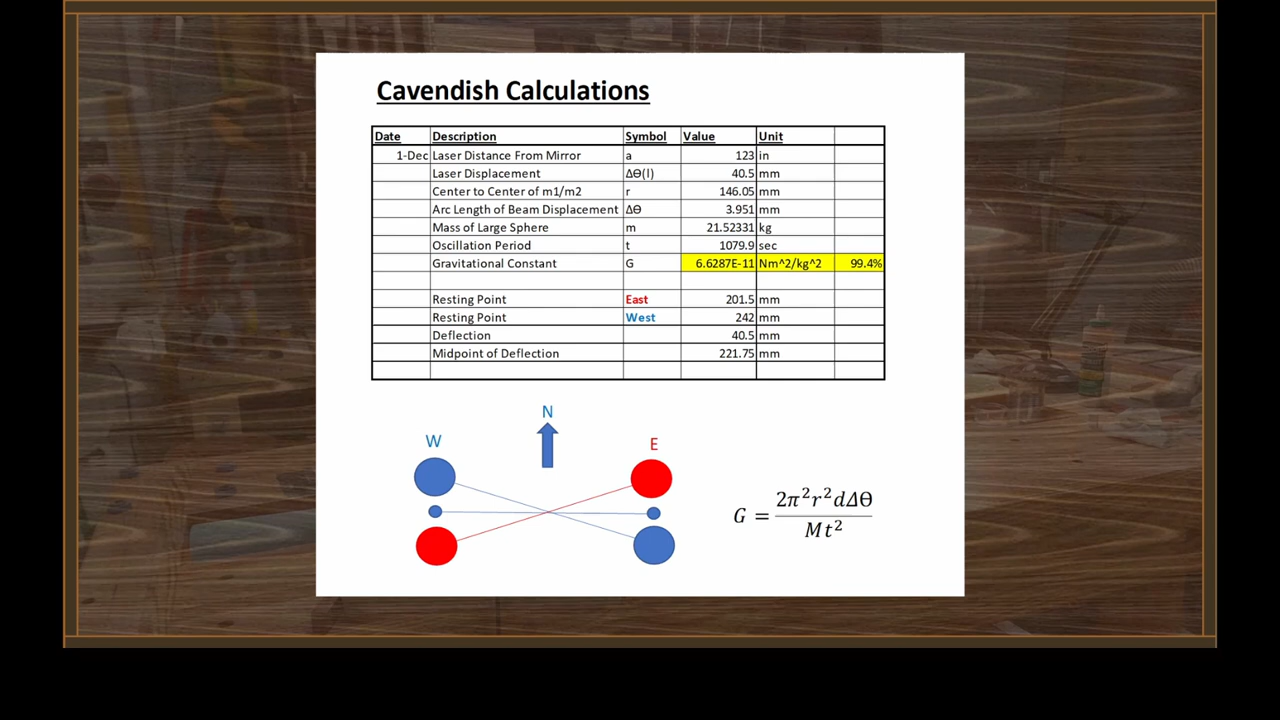 Cavendish Calculations
Date Description Symbol Value Unit
1-Dec Laser Distance From Mirror a 123 in
Laser Displacement ΔΘ(l) 40.5 mm
Center to Center of m1/m2 r 146.05 mm
Arc Length of Beam Displacement ΔΘ 3.951 mm
Mass of Large Sphere m 21.52331 kg
Oscillation Period t 1079.9 sec
Gravitational Constant G 6.6287E-11 Nm^2/kg^2 99.4%
Resting Point East 201.5 mm
Resting Point West 242 mm
Deflection 40.5 mm
Midpoint of Deflection 221.75 mm
N
W E
G = 2π²r²dΔΘ / Mt²